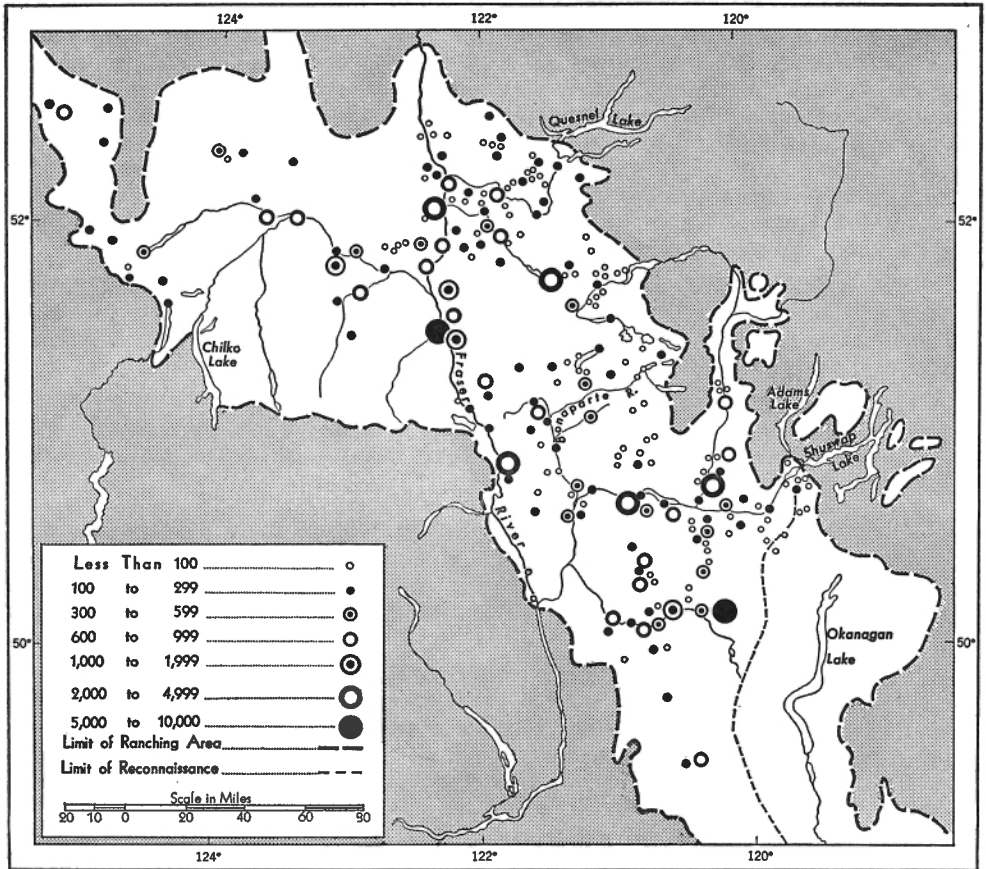 124° 122° 120°
Quesnel Lake
52° 52°
Chilko
Lake
Fraser
River
Bonaparte R.
Adams
Lake
Shuswap
Lake
Okanagan
Lake
50° 50°
Less Than 100
100 to 299
300 to 599
600 to 999
1,000 to 1,999
2,000 to 4,999
5,000 to 10,000
Limit of Ranching Area
Limit of Reconnaissance
Scale in Miles
20 10 0 20 40 60 80
124° 122° 120°